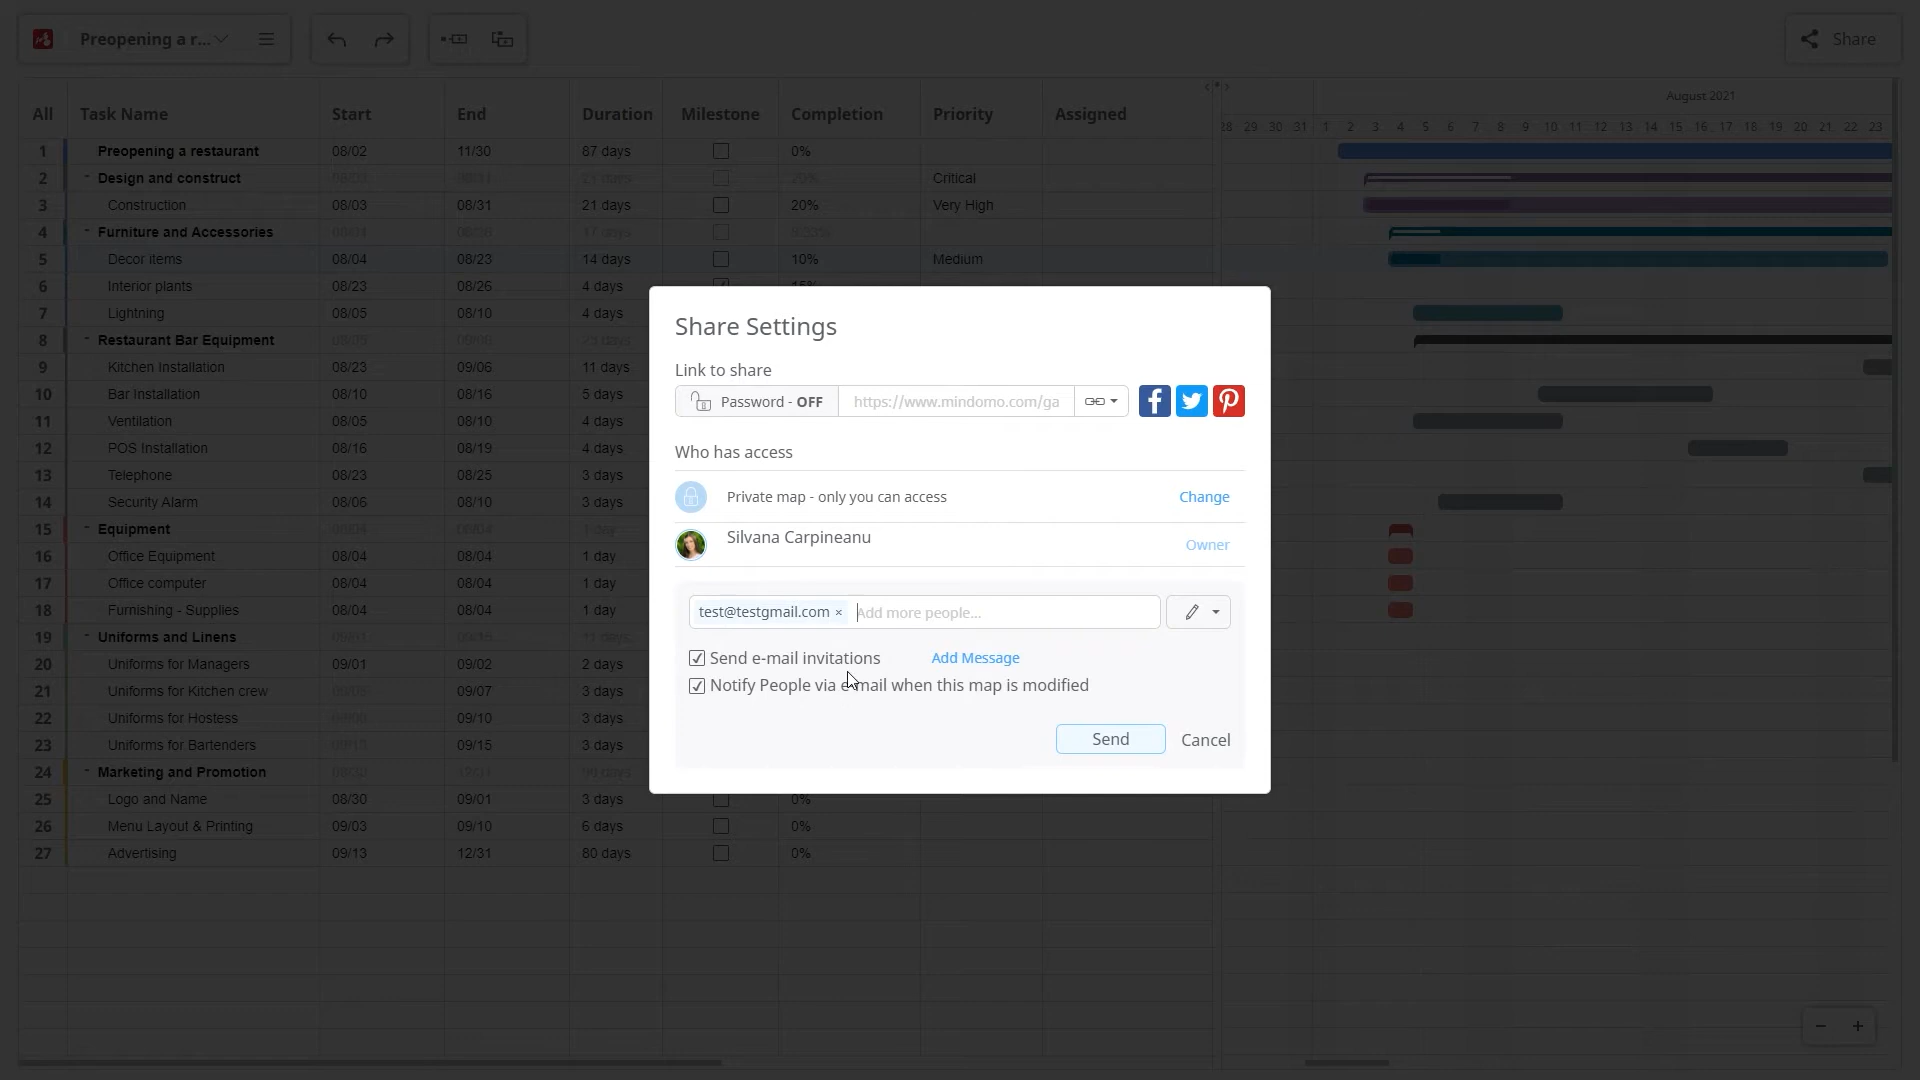 Preopening a r...
Share
All Task Name Start End Duration Milestone Completion Priority Assigned
August 2021
28 29 30 31 1 2 3 4 5 6 7 8 9 10 11 12 13 14 15 16 17 18 19 20 21 22 23
1 Preopening a restaurant 08/02 11/30 87 days 0%
2 Design and construct 21 days 20% Critical
3 Construction 08/03 08/31 21 days 20% Very High
4 Furniture and Accessories 17 days
5 Decor items 08/04 08/23 14 days 10% Medium
6 Interior plants 08/23 08/26 4 days 15%
7 Lightning 08/05 08/10 4 days
8 Restaurant Bar Equipment
9 Kitchen Installation 08/23 09/06 11 days
10 Bar Installation 08/10 08/16 5 days
11 Ventilation 08/05 08/10 4 days
12 POS Installation 08/16 08/19 4 days
13 Telephone 08/23 08/25 3 days
14 Security Alarm 08/06 08/10 3 days
15 Equipment 08/04 1 day
16 Office Equipment 08/04 08/04 1 day
17 Office computer 08/04 08/04 1 day
18 Furnishing - Supplies 08/04 08/04 1 day
19 Uniforms and Linens
20 Uniforms for Managers 09/01 09/02 2 days
21 Uniforms for Kitchen crew 09/07 3 days
22 Uniforms for Hostess 09/10 3 days
23 Uniforms for Bartenders 09/15 3 days
24 Marketing and Promotion
25 Logo and Name 08/30 09/01 3 days 0%
26 Menu Layout & Printing 09/03 09/10 6 days 0%
27 Advertising 09/13 12/31 80 days 0%
Share Settings
Link to share
Password - OFF https://www.mindomo.com/ga
Who has access
Private map - only you can access Change
Silvana Carpineanu Owner
test@testgmail.com × Add more people...
Send e-mail invitations Add Message
Notify People via e-mail when this map is modified
Send Cancel